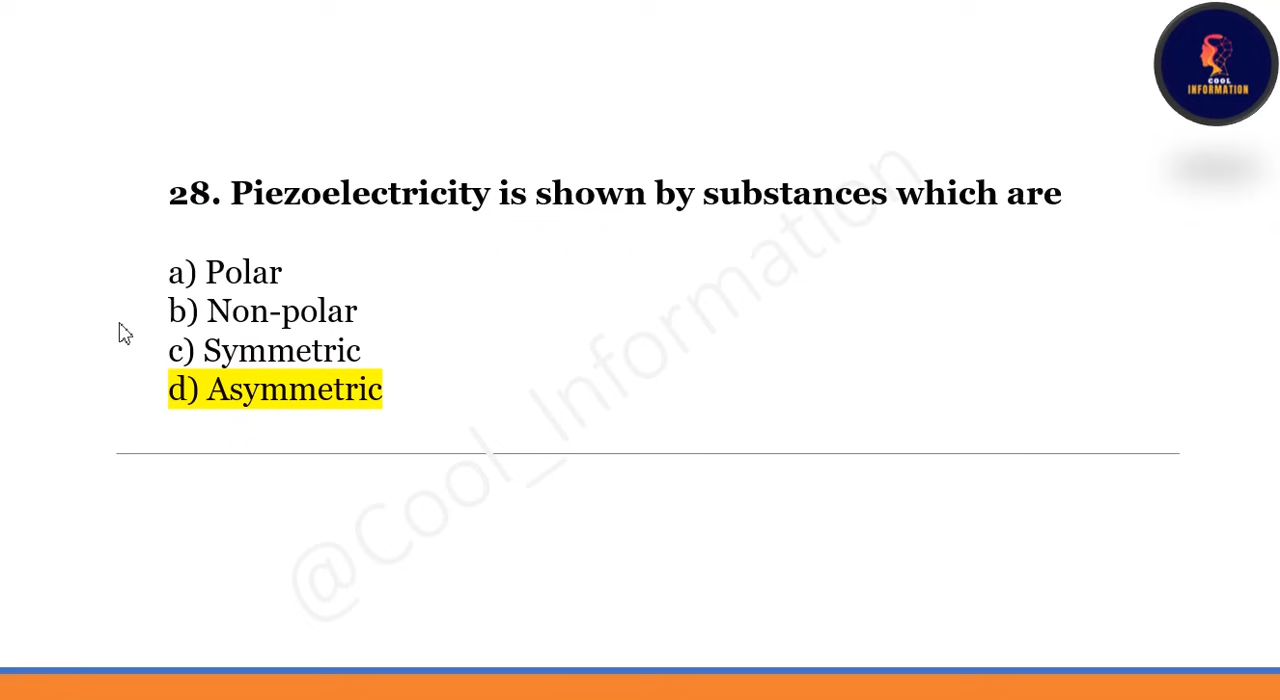 COOL
INFORMATION
28. Piezoelectricity is shown by substances which are
a) Polar
b) Non-polar
c) Symmetric
d) Asymmetric
@Cool_Information